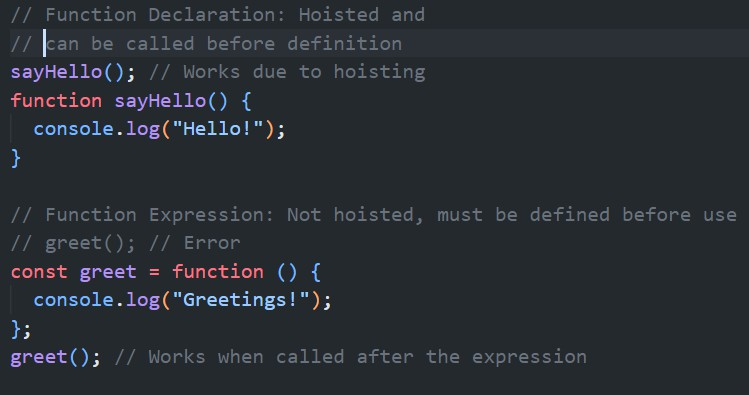 // Function Declaration: Hoisted and
// can be called before definition
sayHello(); // Works due to hoisting
function sayHello() {
  console.log("Hello!");
}

// Function Expression: Not hoisted, must be defined before use
// greet(); // Error
const greet = function () {
  console.log("Greetings!");
};
greet(); // Works when called after the expression